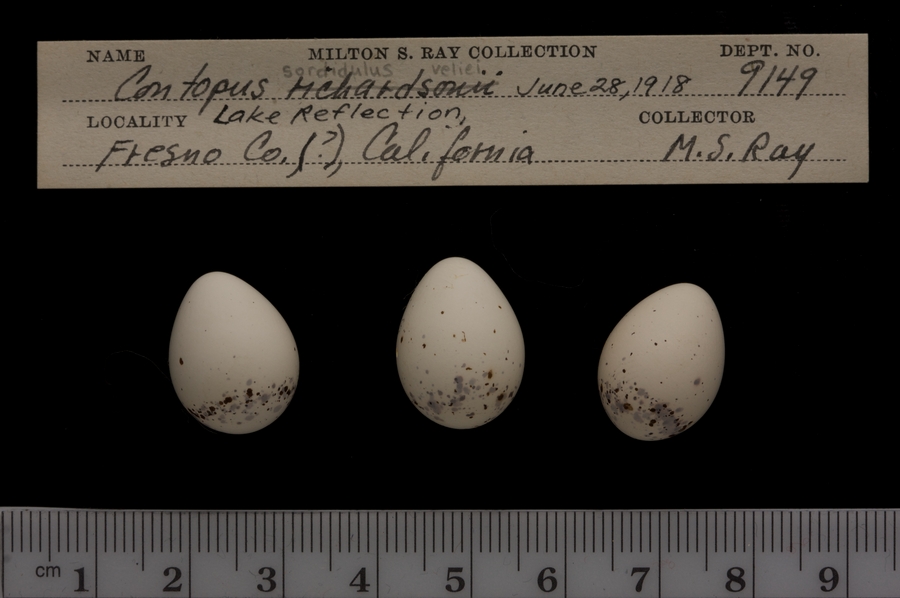 NAME MILTON S. RAY COLLECTION DEPT. NO.
sordidulus veliei
Contopus richardsonii June 28, 1918 9149
LOCALITY Lake Reflection, COLLECTOR
Fresno Co. (?), California M. S. Ray
cm 1 2 3 4 5 6 7 8 9